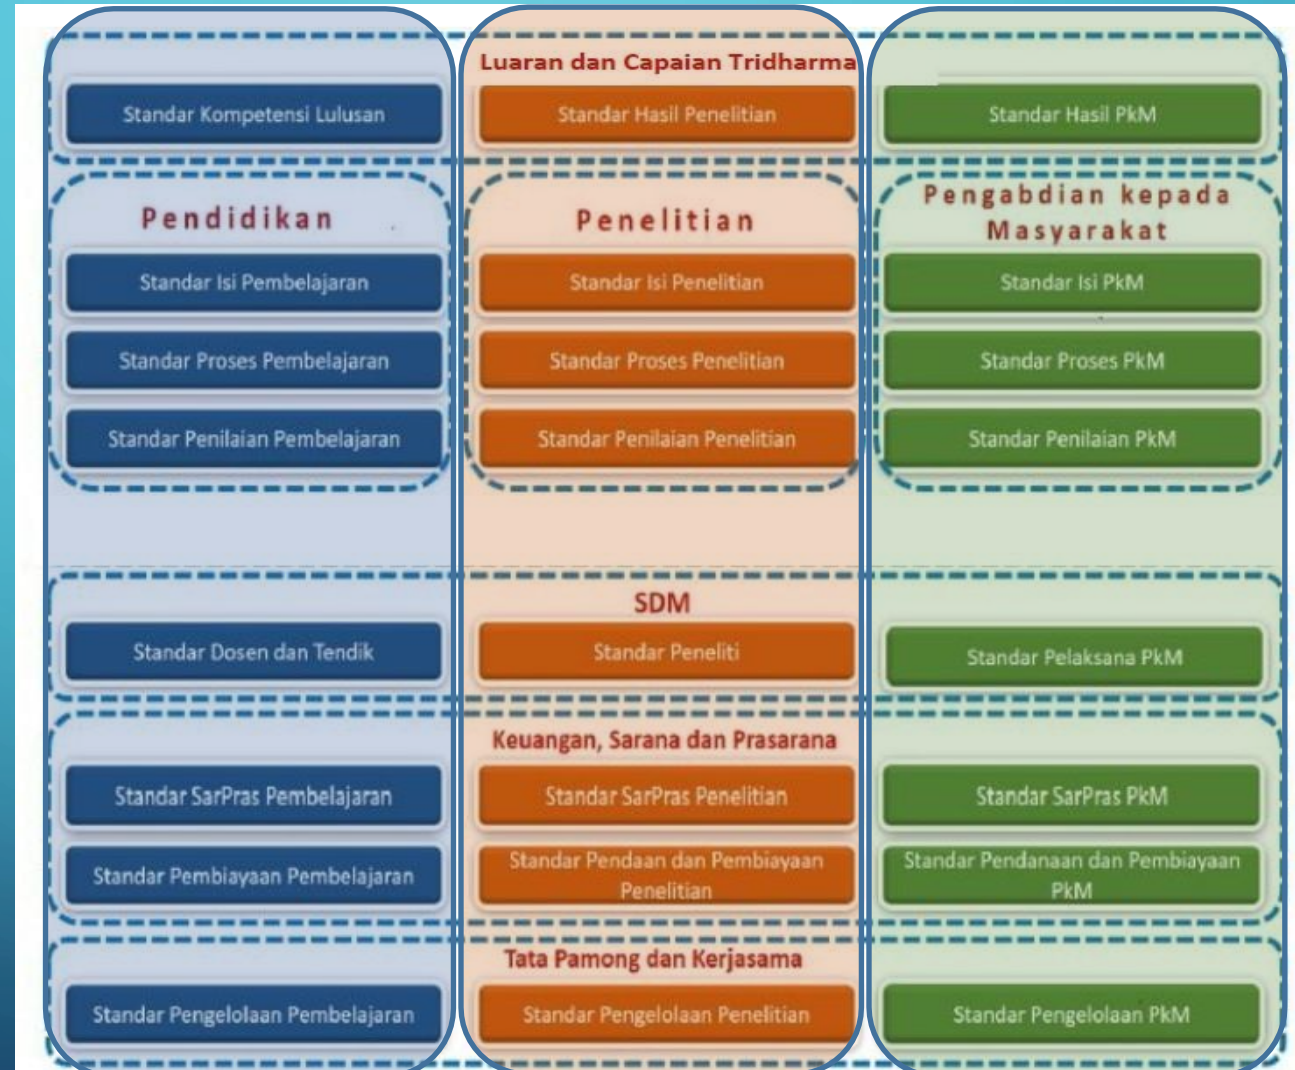 Luaran dan Capaian Tridharma
Standar Kompetensi Lulusan
Standar Hasil Penelitian
Standar Hasil PkM
Pendidikan
Penelitian
Pengabdian kepada
Masyarakat
Standar Isi Pembelajaran
Standar Isi Penelitian
Standar Isi PkM
Standar Proses Pembelajaran
Standar Proses Penelitian
Standar Proses PkM
Standar Penilaian Pembelajaran
Standar Penilaian Penelitian
Standar Penilaian PkM
SDM
Standar Dosen dan Tendik
Standar Peneliti
Standar Pelaksana PkM
Keuangan, Sarana dan Prasarana
Standar SarPras Pembelajaran
Standar SarPras Penelitian
Standar SarPras PkM
Standar Pembiayaan Pembelajaran
Standar Pendaan dan Pembiayaan
Penelitian
Standar Pendanaan dan Pembiayaan
PkM
Tata Pamong dan Kerjasama
Standar Pengelolaan Pembelajaran
Standar Pengelolaan Penelitian
Standar Pengelolaan PkM